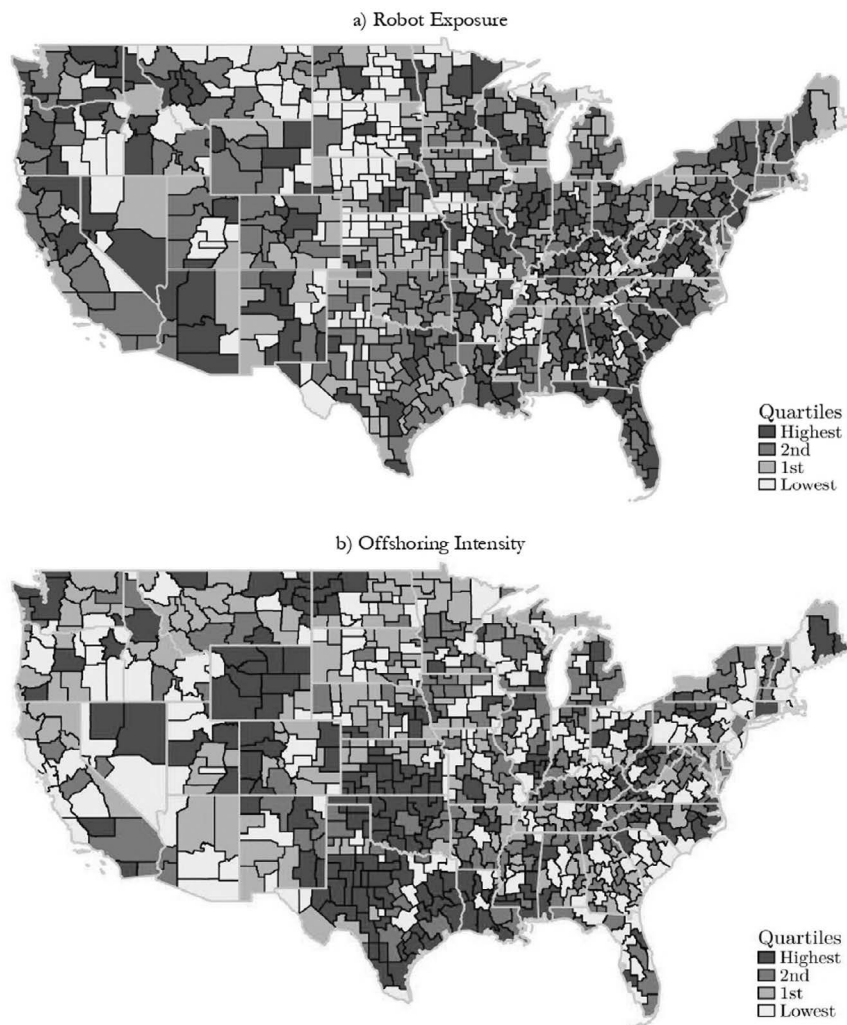 a) Robot Exposure
Quartiles
Highest
2nd
1st
Lowest
b) Offshoring Intensity
Quartiles
Highest
2nd
1st
Lowest